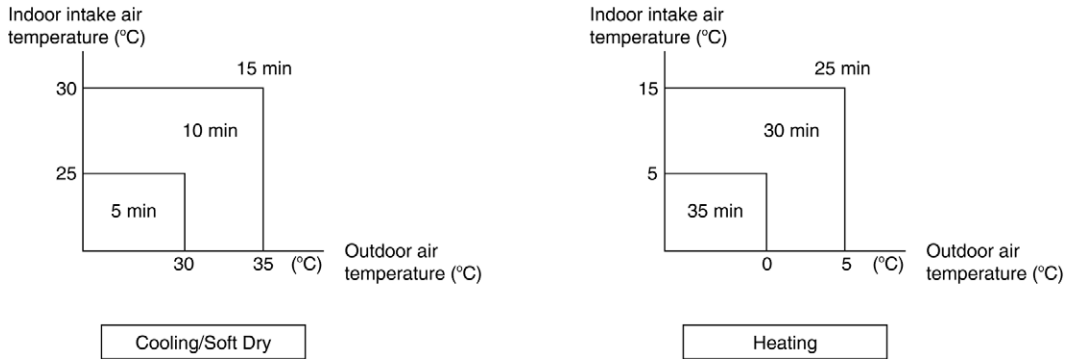 Indoor intake air
temperature (°C)
15 min
30
10 min
25
5 min
30 35 (°C)
Outdoor air
temperature (°C)
Cooling/Soft Dry
Indoor intake air
temperature (°C)
25 min
15
30 min
5
35 min
0 5 (°C)
Outdoor air
temperature (°C)
Heating